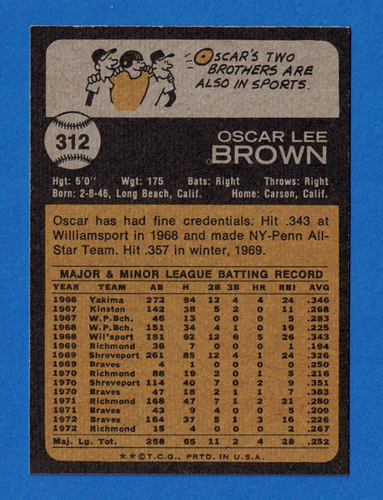 OSCAR'S TWO
BROTHERS ARE
ALSO IN SPORTS.
312
OSCAR LEE
BROWN
Hgt: 6'0" Wgt: 175 Bats: Right Throws: Right
Born: 2-8-46, Long Beach, Calif. Home: Carson, Calif.
Oscar has had fine credentials. Hit .343 at
Williamsport in 1968 and made NY-Penn All-
Star Team. Hit .357 in winter, 1969.
MAJOR & MINOR LEAGUE BATTING RECORD
YEAR TEAM AB H 2B 3B HR RBI AVG
1966 Yakima 272 94 12 4 4 24 .346
1967 Kinston 142 38 5 2 0 11 .268
1967 W.P.Bch. 46 13 0 0 0 5 .283
1968 W.P.Bch. 151 34 4 1 0 19 .225
1968 Wil'sport 181 62 12 6 5 26 .343
1969 Richmond 36 7 0 0 0 1 .194
1969 Shreveport 261 85 12 4 1 24 .326
1969 Braves 4 1 0 0 0 0 .250
1970 Richmond 88 19 2 0 5 21 .216
1970 Shreveport 114 40 7 0 2 9 .351
1970 Braves 47 18 2 1 1 7 .383
1971 Richmond 168 47 7 1 2 21 .280
1971 Braves 43 9 4 0 0 5 .209
1972 Braves 164 37 5 1 3 16 .226
1972 Richmond 15 4 0 0 1 2 .267
Maj. Lg. Tot. 258 65 11 2 4 28 .252
**©T.C.G., PRTD. IN U.S.A.